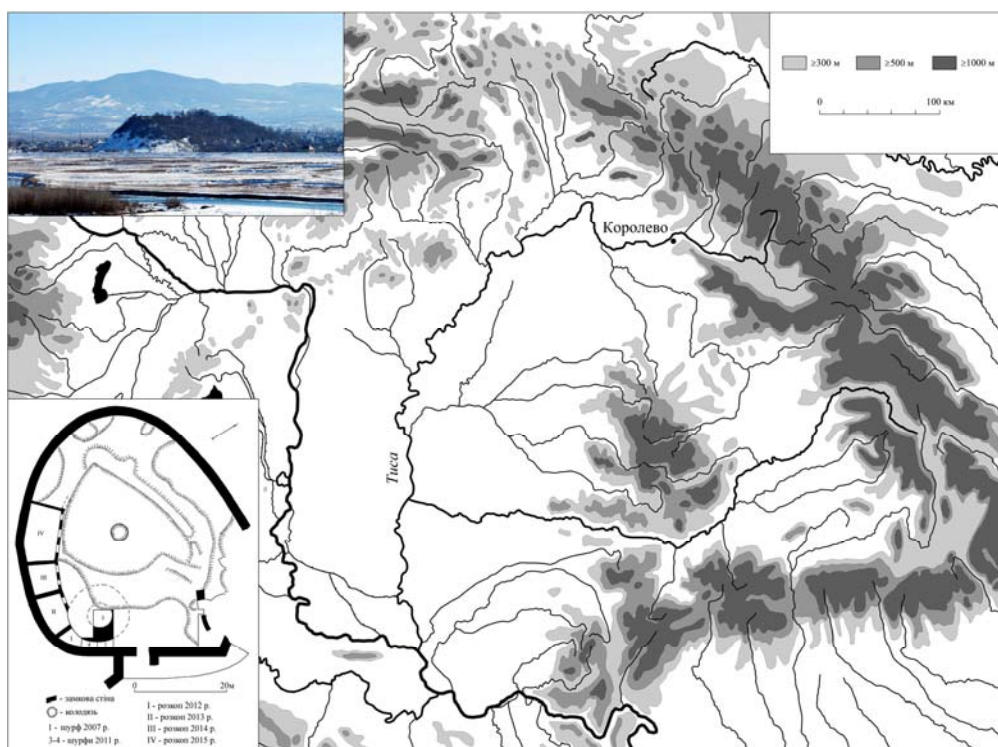 ≥300 м
≥500 м
≥1000 м
0
100 км
Королево
Тиса
IV
III
II
0
20м
- замкова стіна
- колодязь
1 - шурф 2007 р.
3-4 - шурфи 2011 р.
I - розкоп 2012 р.
II - розкоп 2013 р.
III - розкоп 2014 р.
IV - розкоп 2015 р.